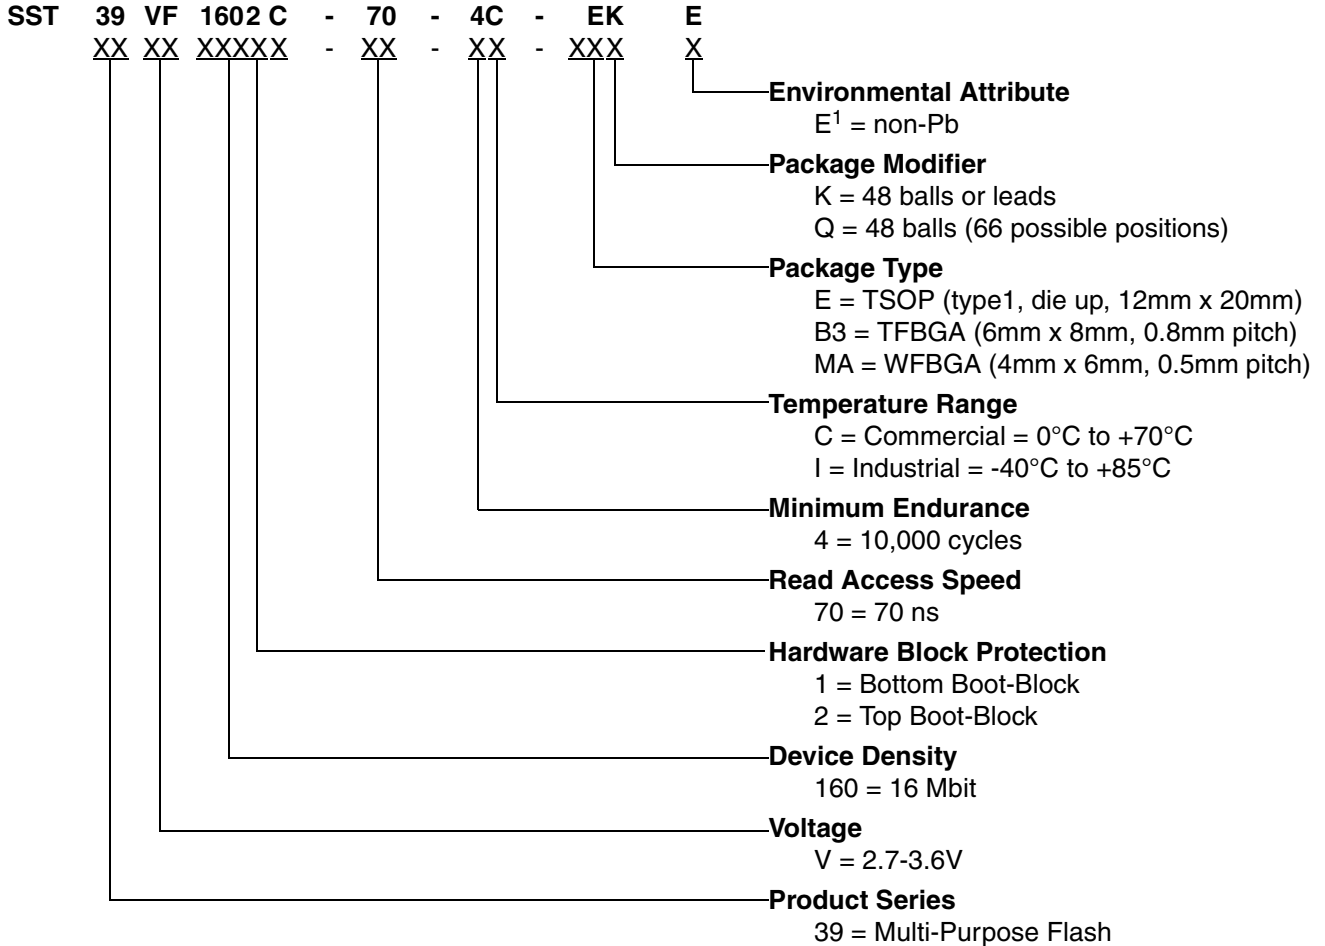 SST 39 VF 1602 C - 70 - 4C - EK E
XX XX XXXXX - XX - XX - XXX X
Environmental Attribute
E1 = non-Pb
Package Modifier
K = 48 balls or leads
Q = 48 balls (66 possible positions)
Package Type
E = TSOP (type1, die up, 12mm x 20mm)
B3 = TFBGA (6mm x 8mm, 0.8mm pitch)
MA = WFBGA (4mm x 6mm, 0.5mm pitch)
Temperature Range
C = Commercial = 0°C to +70°C
I = Industrial = -40°C to +85°C
Minimum Endurance
4 = 10,000 cycles
Read Access Speed
70 = 70 ns
Hardware Block Protection
1 = Bottom Boot-Block
2 = Top Boot-Block
Device Density
160 = 16 Mbit
Voltage
V = 2.7-3.6V
Product Series
39 = Multi-Purpose Flash